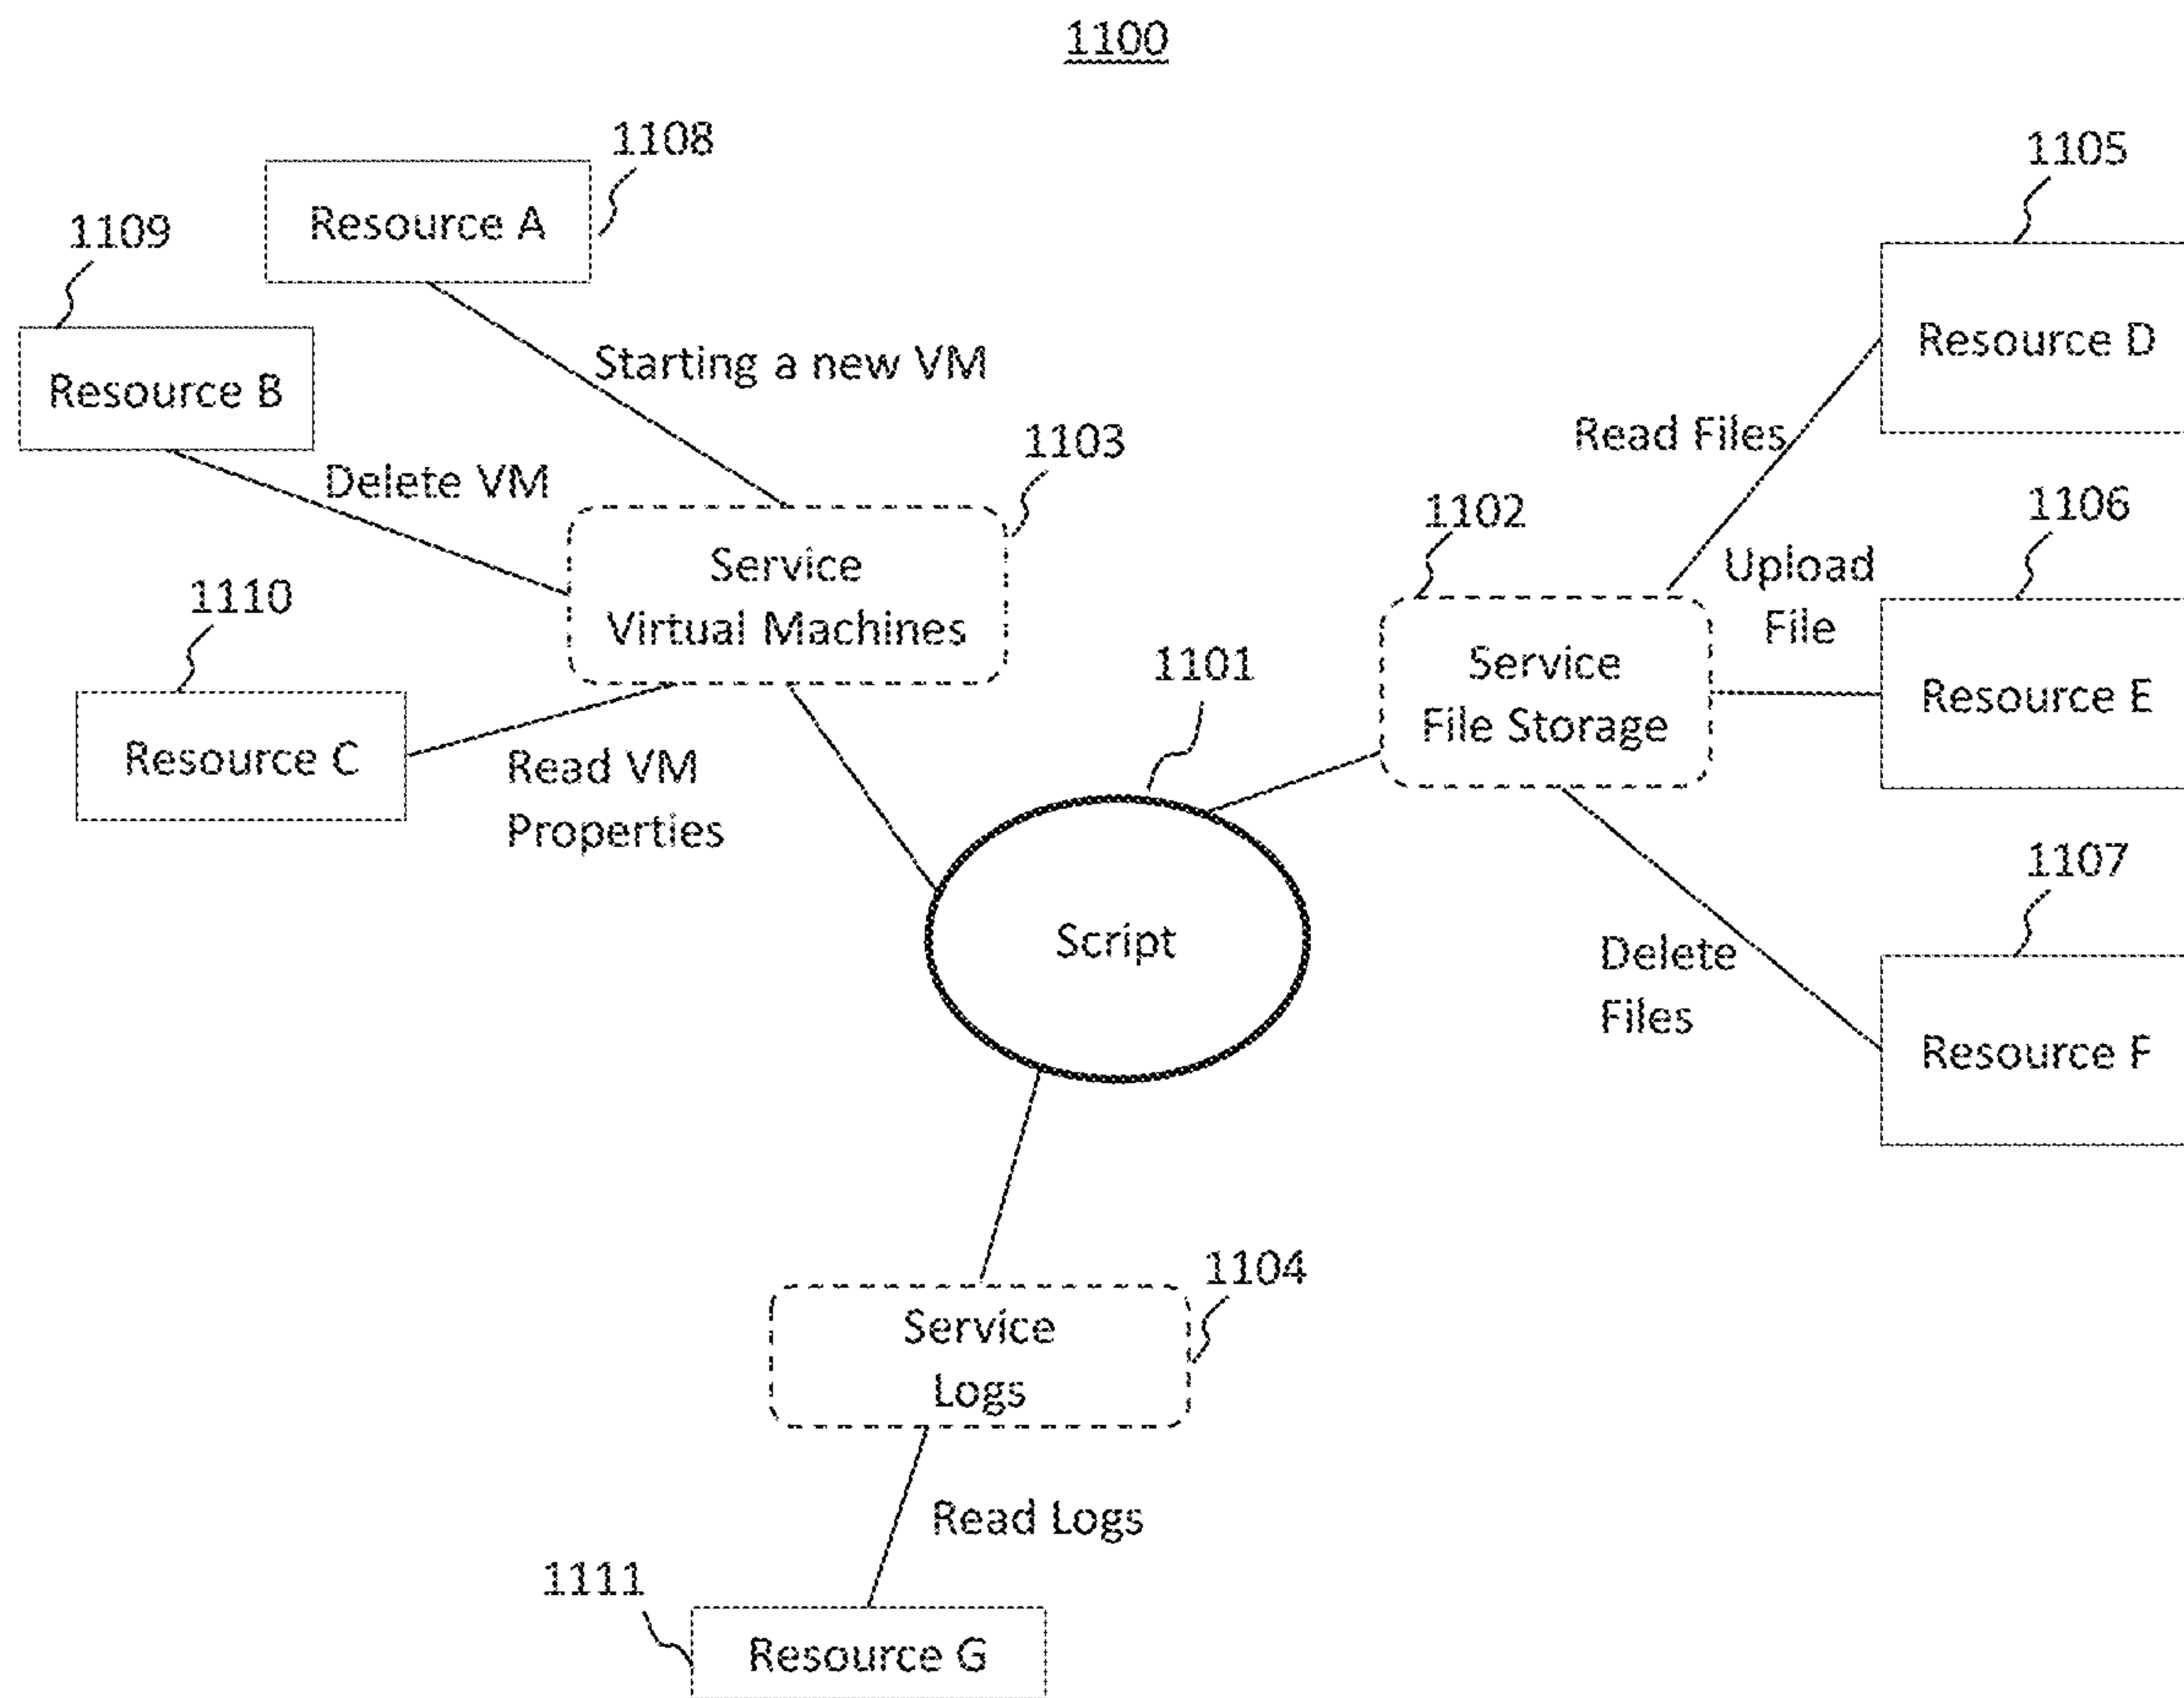 1100
1108
Resource A
1109
Resource B
Starting a new VM
Delete VM
1103
Service
Virtual Machines
1110
Resource C
Read VM
Properties
1105
Resource D
Read Files
1102
1106
Upload
File
Service
File Storage
Resource E
1101
Script
1107
Delete
Files
Resource F
1104
Service
Logs
Read Logs
1111
Resource G